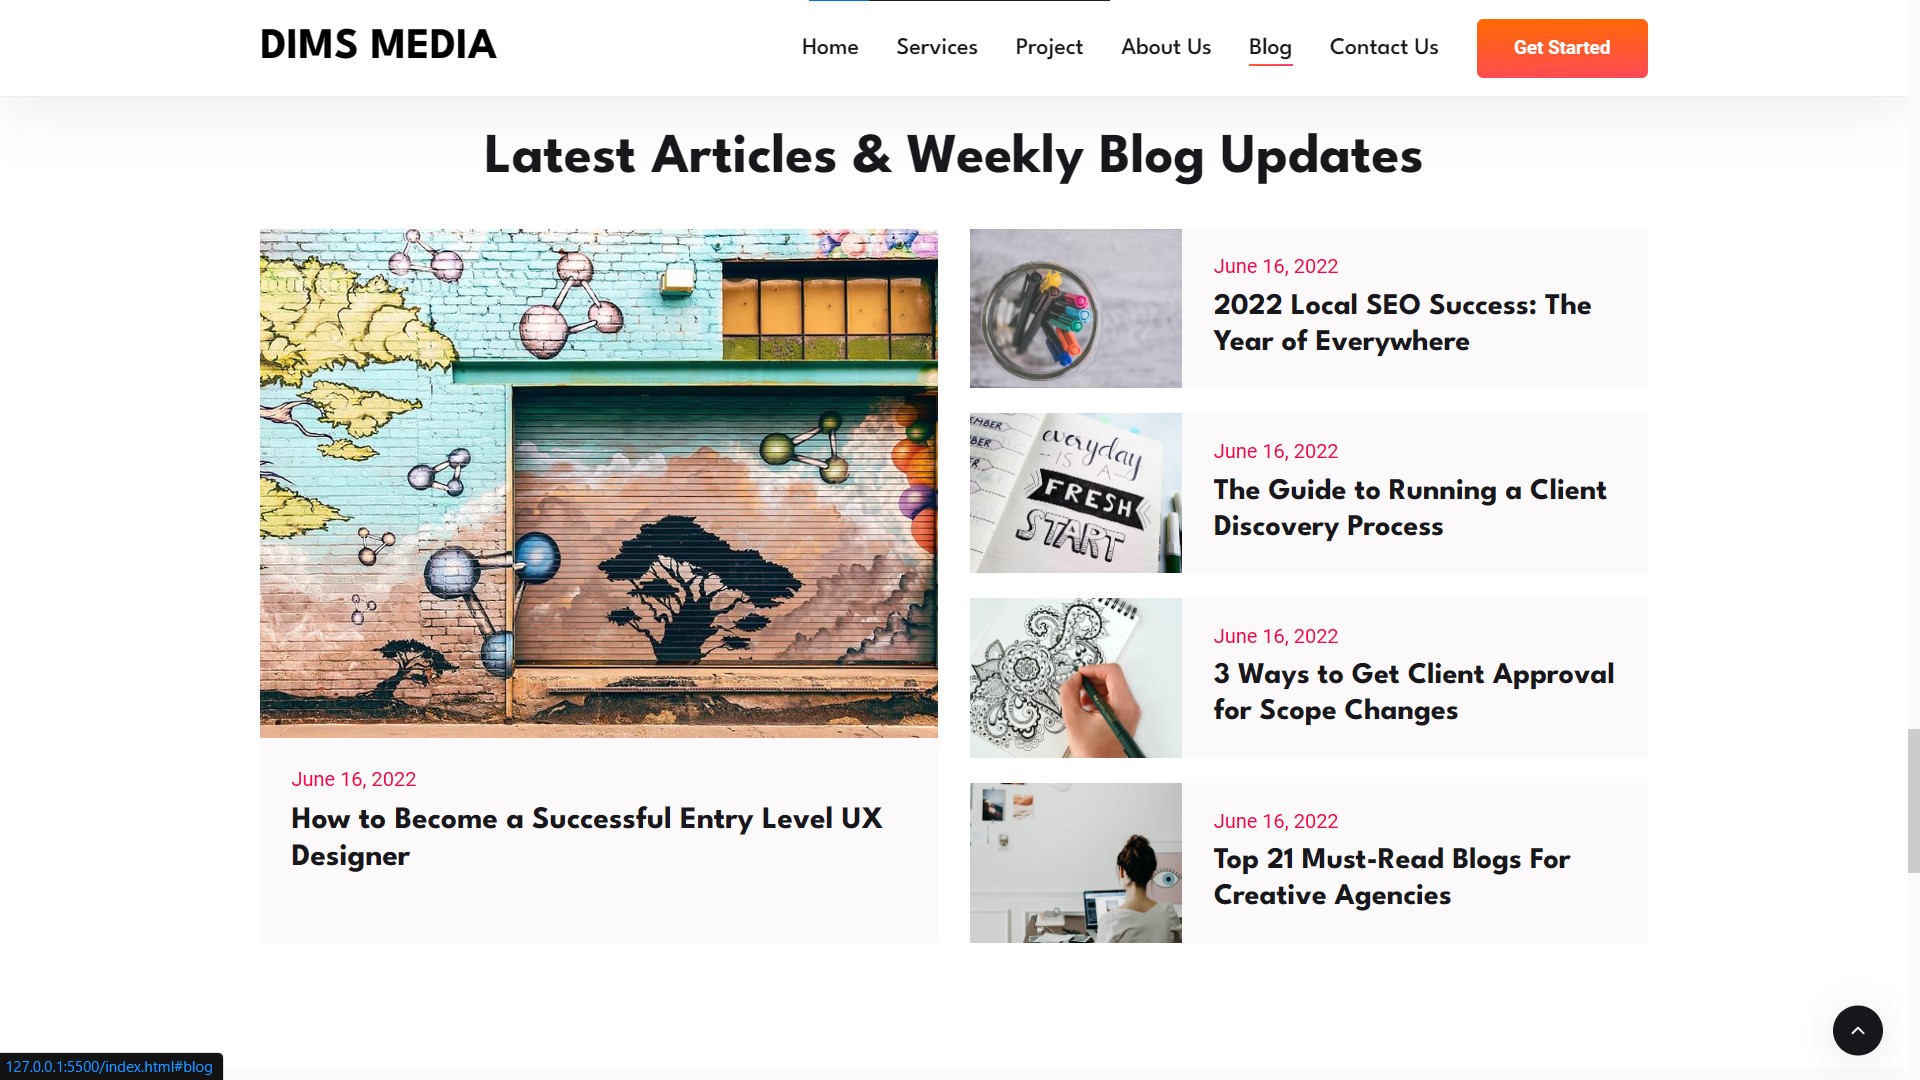 DIMS MEDIA
Home Services Project About Us Blog Contact Us Get Started
Latest Articles & Weekly Blog Updates
June 16, 2022
How to Become a Successful Entry Level UX
Designer
June 16, 2022
2022 Local SEO Success: The
Year of Everywhere
EMBER
BER
everyday
IS A
FRESH
START
June 16, 2022
The Guide to Running a Client
Discovery Process
June 16, 2022
3 Ways to Get Client Approval
for Scope Changes
June 16, 2022
Top 21 Must-Read Blogs For
Creative Agencies
127.0.0.1:5500/index.html#blog